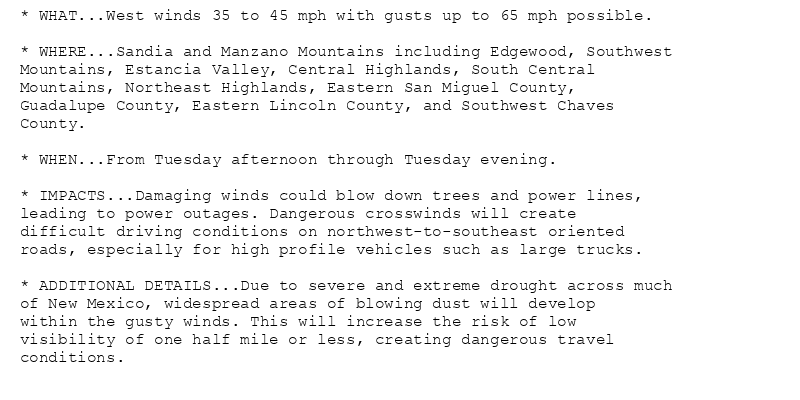 * WHAT...West winds 35 to 45 mph with gusts up to 65 mph possible.
* WHERE...Sandia and Manzano Mountains including Edgewood, Southwest
Mountains, Estancia Valley, Central Highlands, South Central
Mountains, Northeast Highlands, Eastern San Miguel County,
Guadalupe County, Eastern Lincoln County, and Southwest Chaves
County.
* WHEN...From Tuesday afternoon through Tuesday evening.
* IMPACTS...Damaging winds could blow down trees and power lines,
leading to power outages. Dangerous crosswinds will create
difficult driving conditions on northwest-to-southeast oriented
roads, especially for high profile vehicles such as large trucks.
* ADDITIONAL DETAILS...Due to severe and extreme drought across much
of New Mexico, widespread areas of blowing dust will develop
within the gusty winds. This will increase the risk of low
visibility of one half mile or less, creating dangerous travel
conditions.